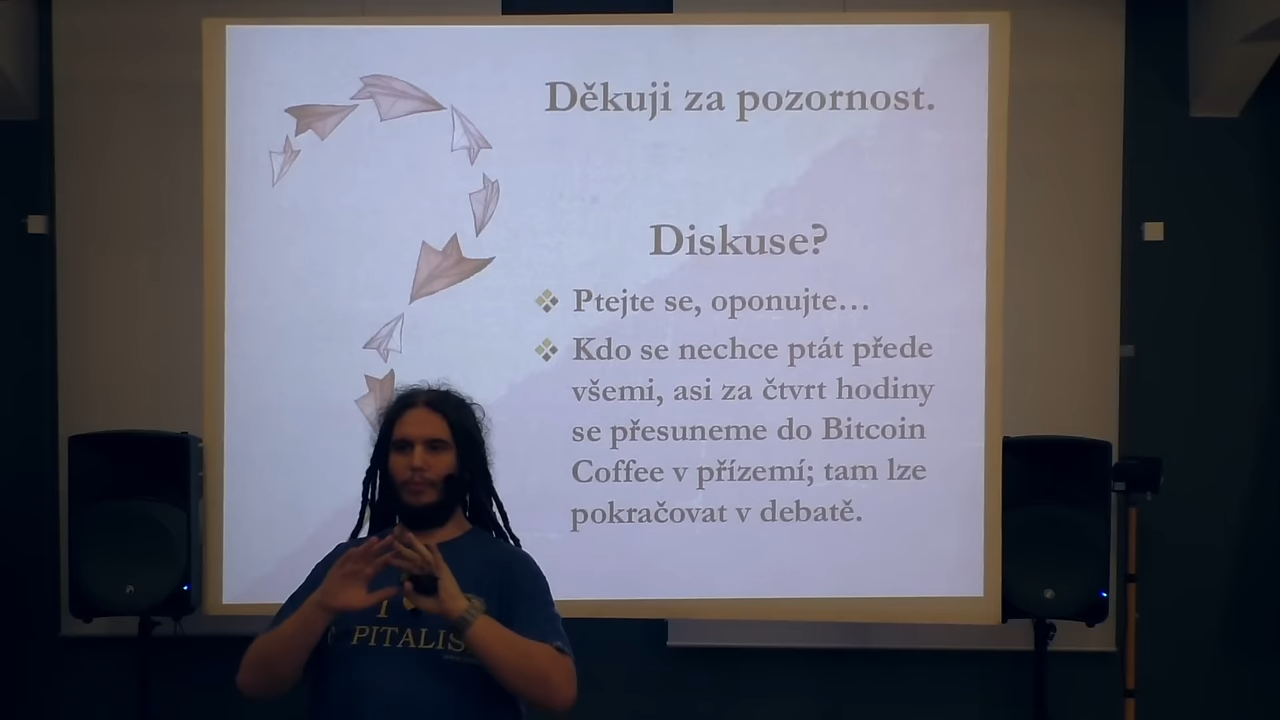 Děkuji za pozornost.
Diskuse?
Ptejte se, oponujte…
Kdo se nechce ptát přede
všemi, asi za čtvrt hodiny
se přesuneme do Bitcoin
Coffee v přízemí; tam lze
pokračovat v debatě.
I
PITALIS